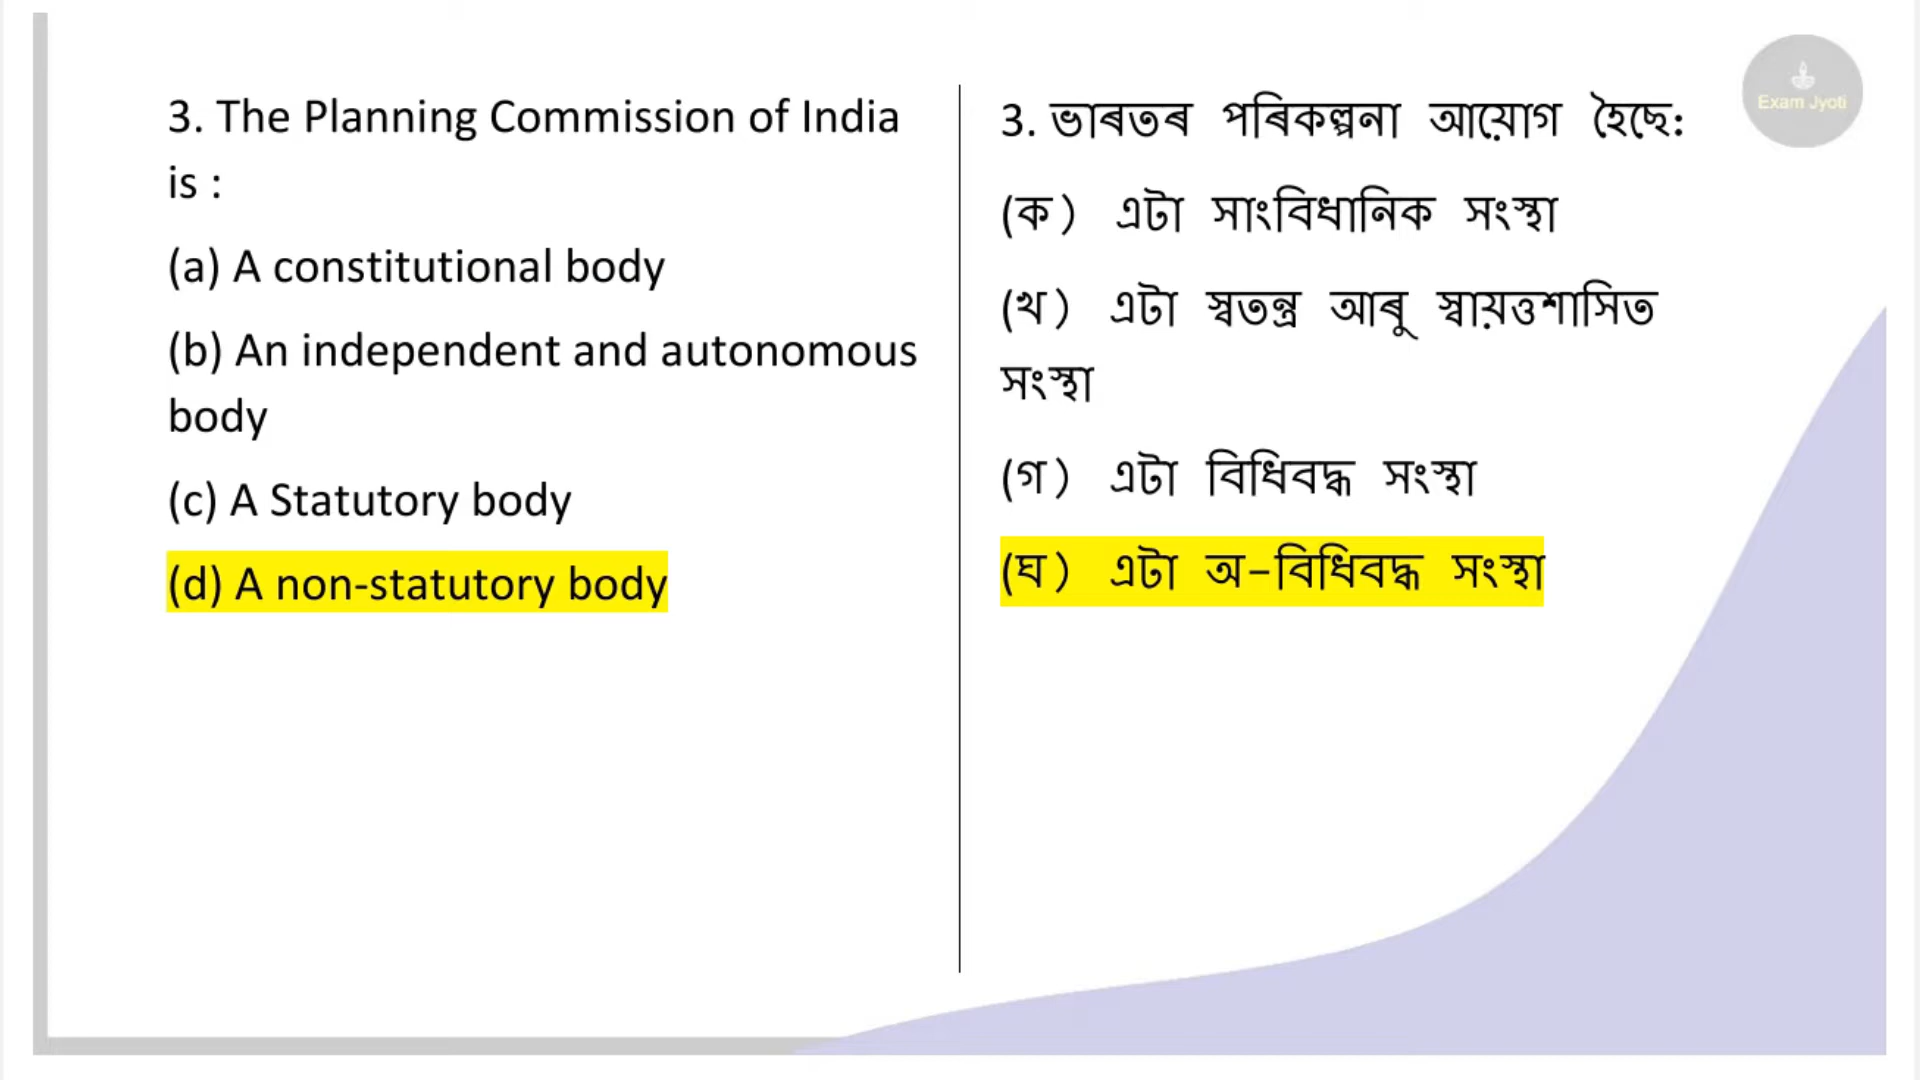 3. The Planning Commission of India
is :
(a) A constitutional body
(b) An independent and autonomous
body
(c) A Statutory body
(d) A non-statutory body
3. ভাৰতৰ পৰিকল্পনা আয়োগ হৈছে:
(ক) এটা সাংবিধানিক সংস্থা
(খ) এটা স্বতন্ত্ৰ আৰু স্বায়ত্তশাসিত
সংস্থা
(গ) এটা বিধিবদ্ধ সংস্থা
(ঘ) এটা অ-বিধিবদ্ধ সংস্থা
Exam Jyoti